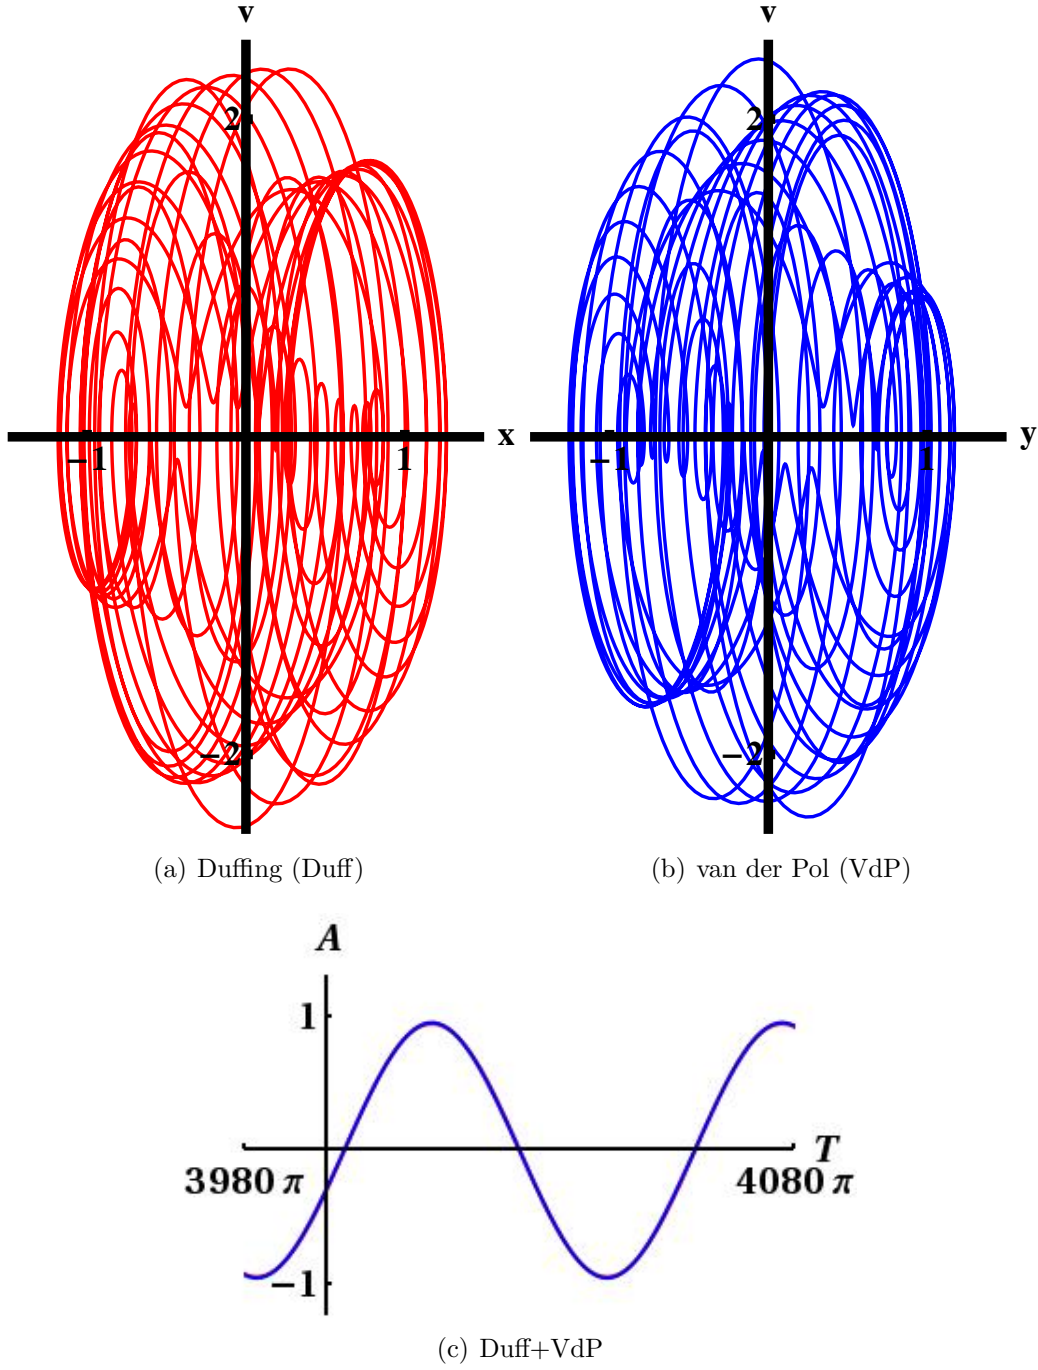 v
2
x
−1
1
−2
(a) Duffing (Duff)
v
2
y
−1
1
−2
(b) van der Pol (VdP)
A
1
T
3980 π
4080 π
−1
(c) Duff+VdP